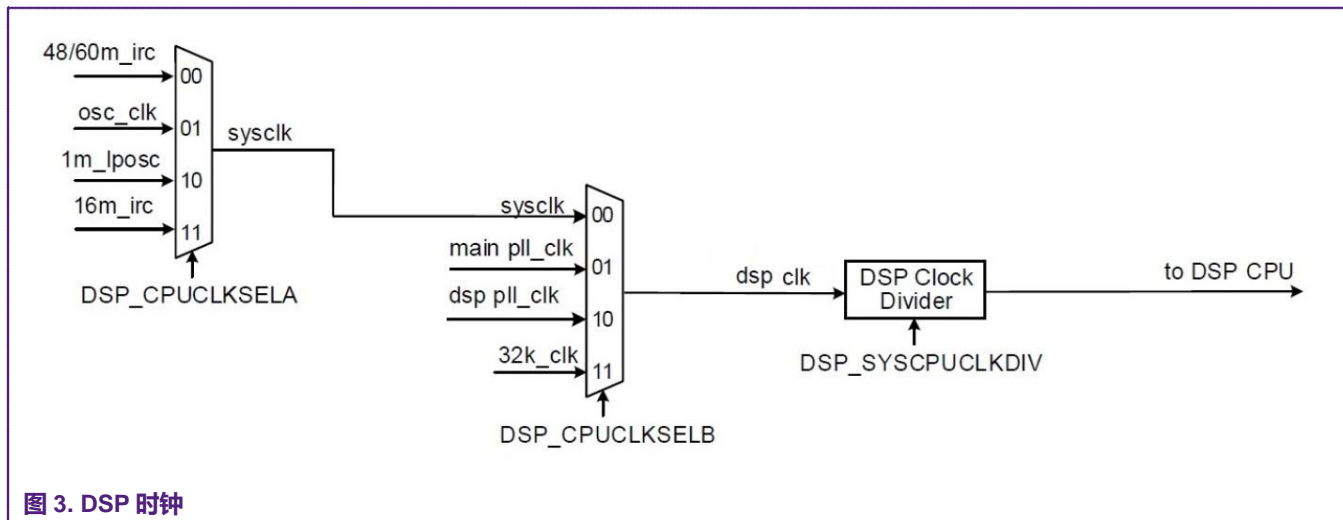 48/60m_irc
00
osc_clk
01
sysclk
1m_lposc
10
16m_irc
11
DSP_CPUCLKSELA
sysclk
00
main pll_clk
01
dsp pll_clk
10
32k_clk
11
DSP_CPUCLKSELB
dsp clk
DSP Clock
Divider
DSP_SYSCPUCLKDIV
to DSP CPU
图 3. DSP 时钟